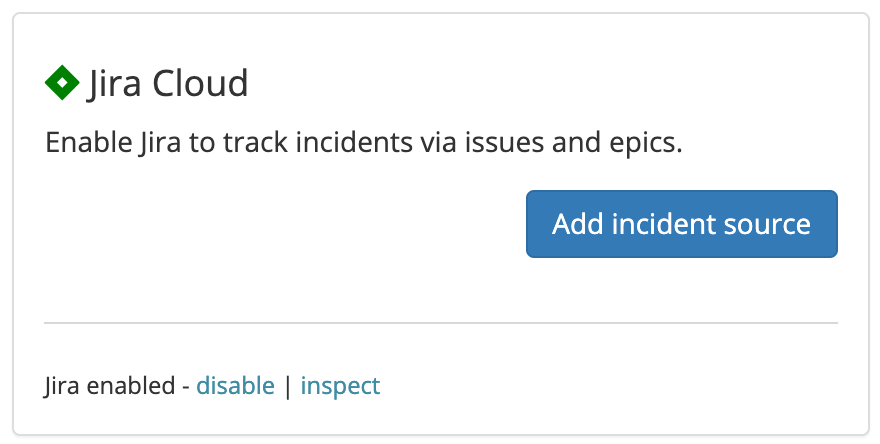 Jira Cloud
Enable Jira to track incidents via issues and epics.
Add incident source
Jira enabled - disable | inspect